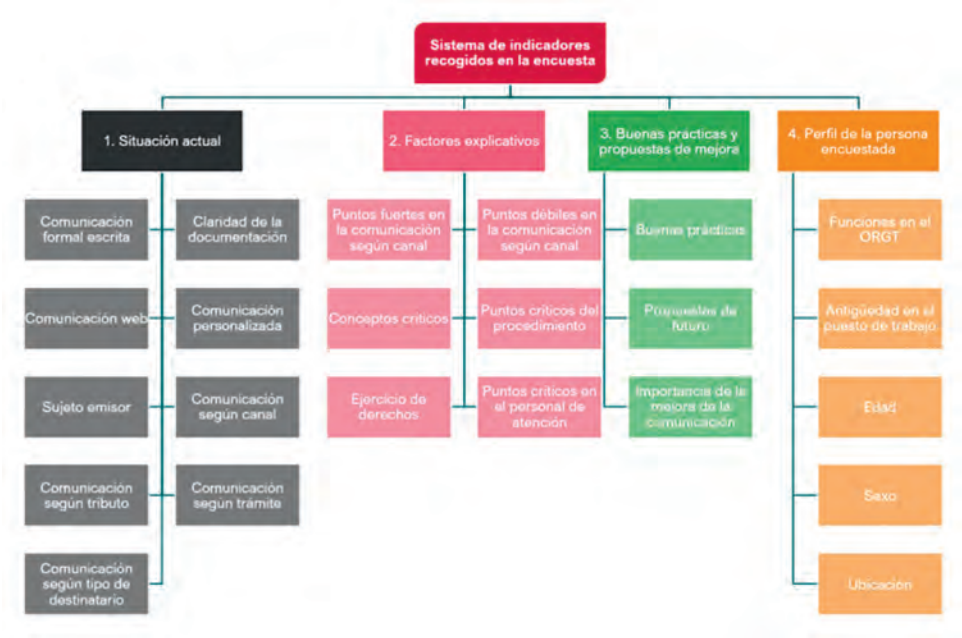 Sistema de indicadores
recogidos en la encuesta
1. Situación actual
2. Factores explicativos
3. Buenas prácticas y
propuestas de mejora
4. Perfil de la persona
encuestada
Comunicación
formal escrita
Claridad de la
documentación
Comunicación web
Comunicación
personalizada
Sujeto emisor
Comunicación
según canal
Comunicación
según tributo
Comunicación
según trámite
Comunicación
según tipo de
destinatario
Puntos fuertes en
la comunicación
según canal
Puntos débiles en
la comunicación
según canal
Conceptos críticos
Puntos críticos del
procedimiento
Ejercicio de
derechos
Puntos críticos en
el personal de
atención
Buenas prácticas
Propuestas de
futuro
Importancia de la
mejora de la
comunicación
Funciones en el
ORGT
Antigüedad en el
puesto de trabajo
Edad
Sexo
Ubicación